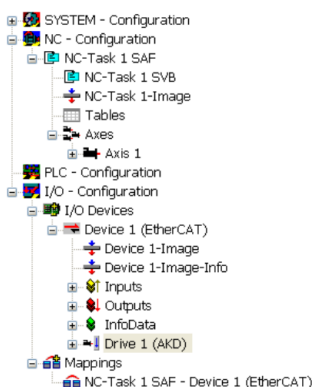 SYSTEM - Configuration
NC - Configuration
NC-Task 1 SAF
NC-Task 1 SVB
NC-Task 1-Image
Tables
Axes
Axis 1
PLC - Configuration
I/O - Configuration
I/O Devices
Device 1 (EtherCAT)
Device 1-Image
Device 1-Image-Info
Inputs
Outputs
InfoData
Drive 1 (AKD)
Mappings
NC-Task 1 SAF - Device 1 (EtherCAT)